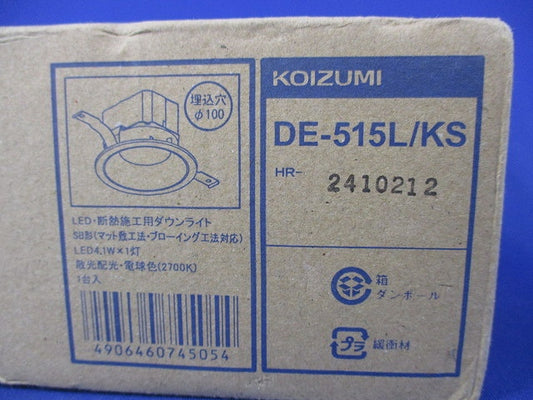 埋込穴
φ100
LED・断熱施工用ダウンライト
SB形(マット敷工法・ブローイング工法対応)
LED4.1W×1灯
散光配光・電球色(2700K)
1台入
4906460745054
KOIZUMI
DE-515L/KS
HR-
2410212
箱
ダンボール
プラ
緩衝材